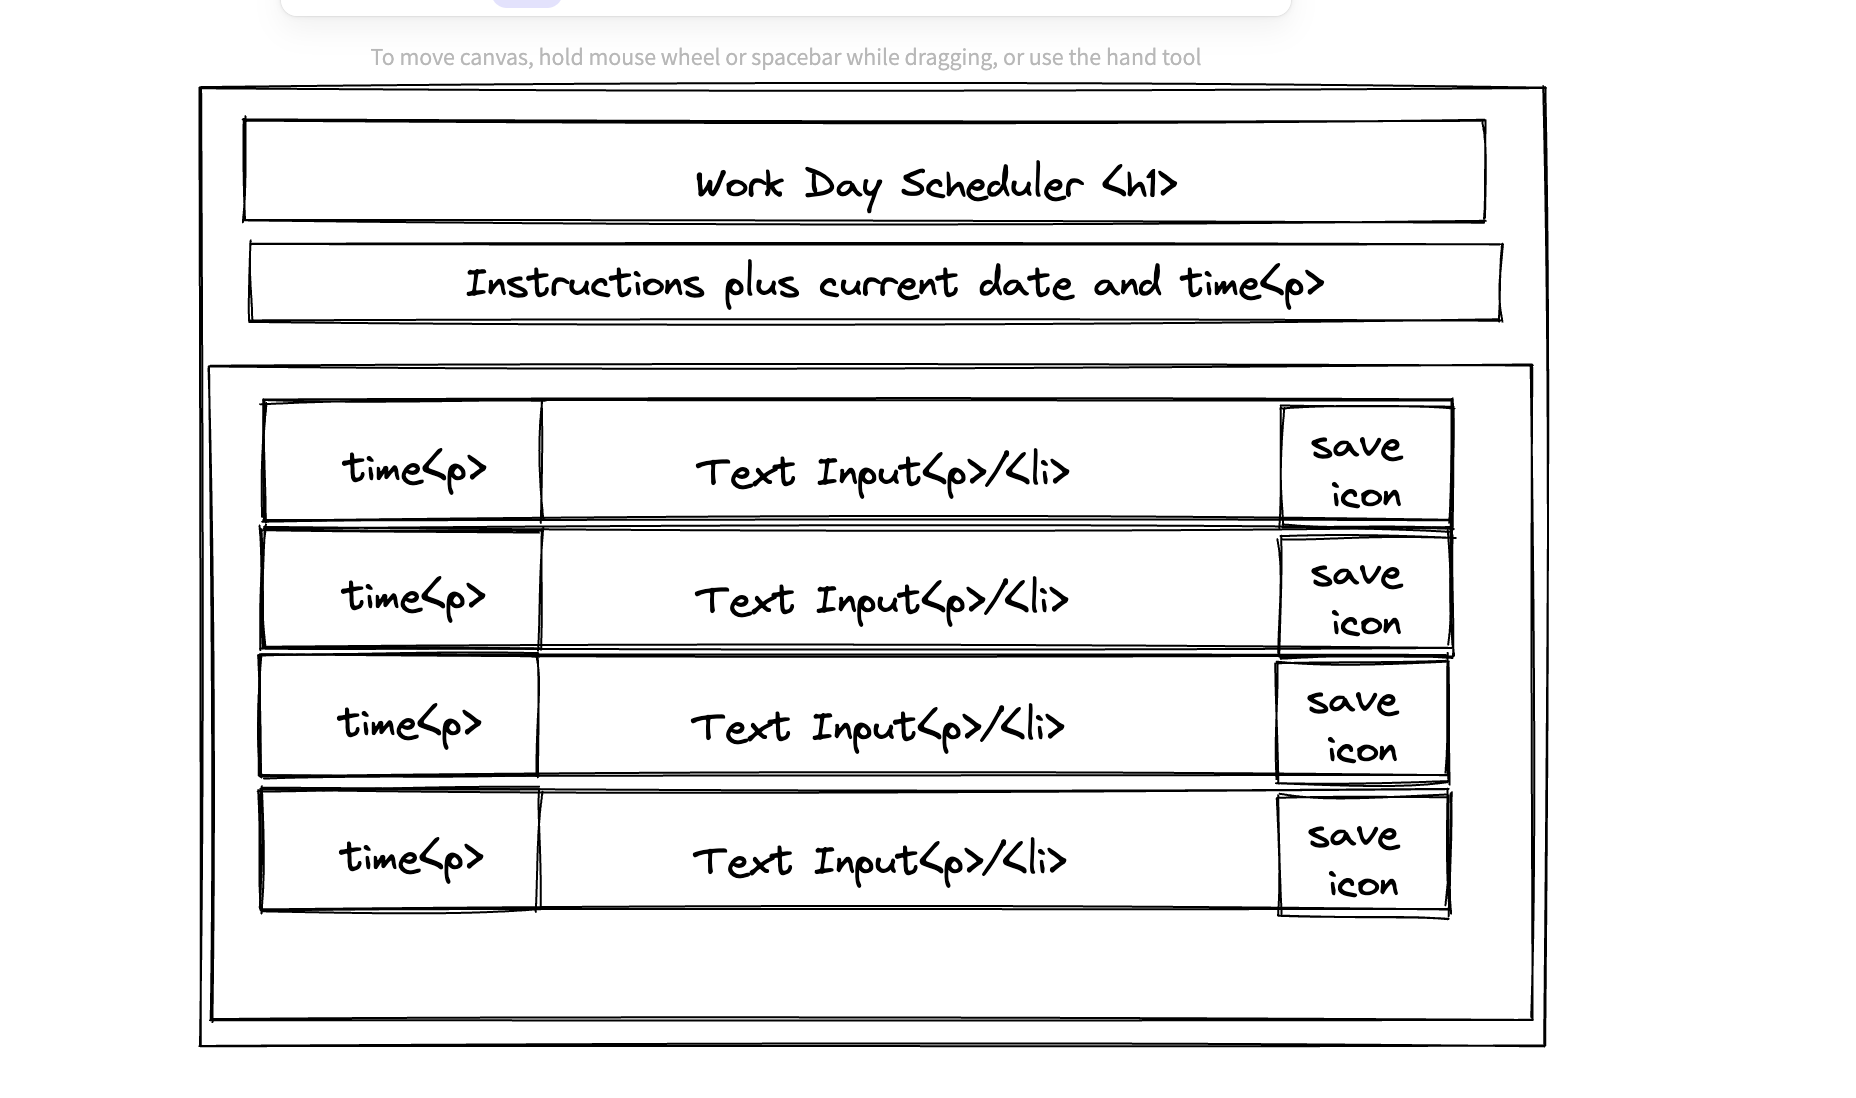 To move canvas, hold mouse wheel or spacebar while dragging, or use the hand tool
Work Day Scheduler <h1>
Instructions plus current date and time<p>
time<p>
Text Input<p>/<li>
save
icon
time<p>
Text Input<p>/<li>
save
icon
time<p>
Text Input<p>/<li>
save
icon
time<p>
Text Input<p>/<li>
save
icon